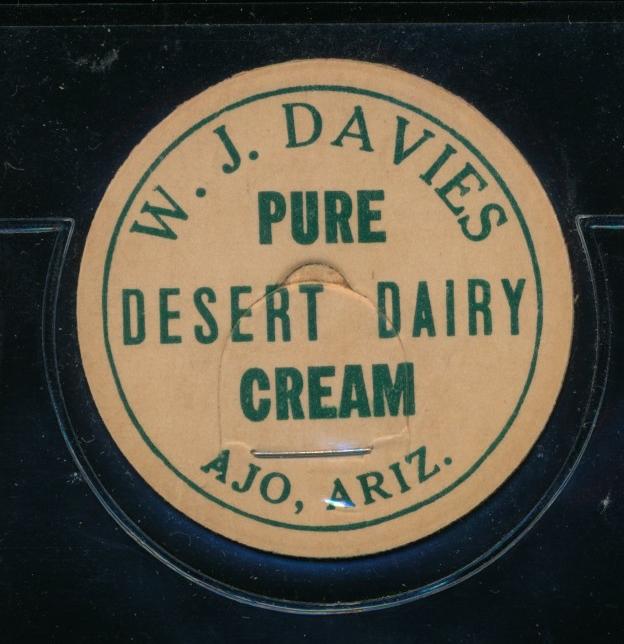 W. J. DAVIES
PURE
DESERT DAIRY
CREAM
AJO, ARIZ.